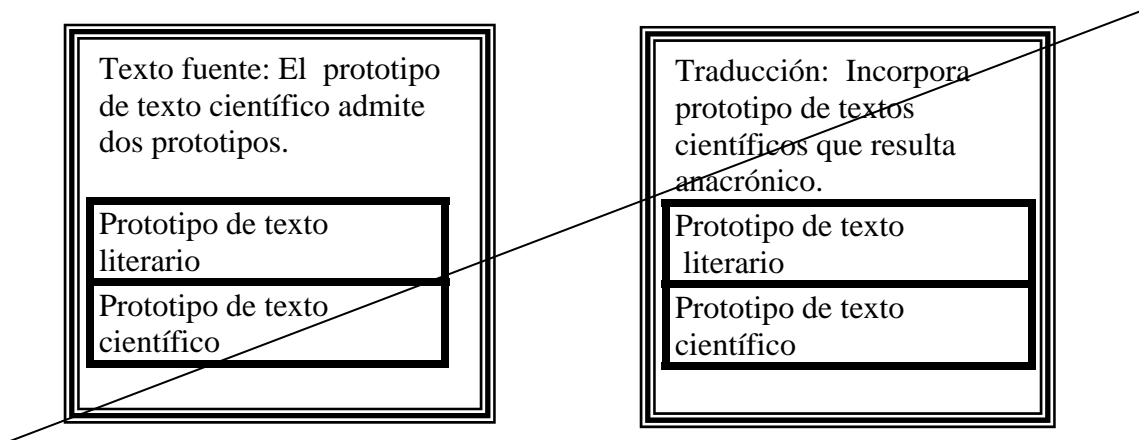 Texto fuente: El prototipo
de texto científico admite
dos prototipos.
Prototipo de texto
literario
Prototipo de texto
científico
Traducción: Incorpora
prototipo de textos
científicos que resulta
anacrónico.
Prototipo de texto
literario
Prototipo de texto
científico